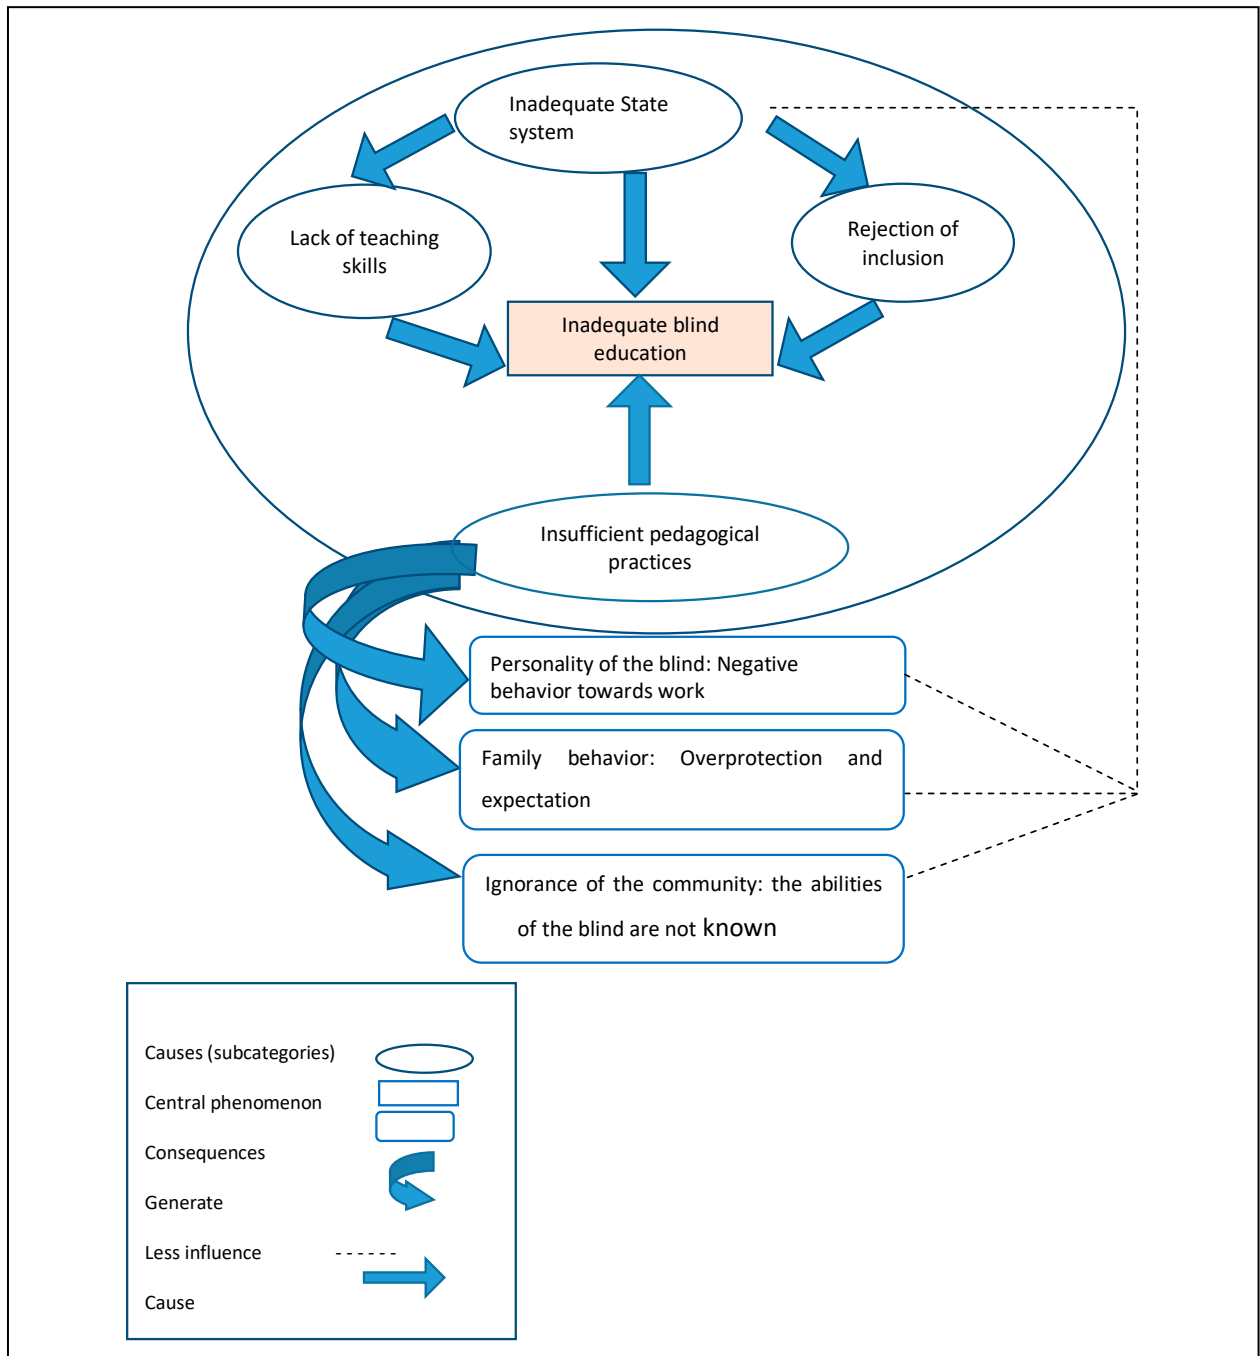 Inadequate State
system
Lack of teaching
skills
Rejection of
inclusion
Inadequate blind
education
Insufficient pedagogical
practices
Personality of the blind: Negative
behavior towards work
Family behavior: Overprotection and
expectation
Ignorance of the community: the abilities
of the blind are not known
Causes (subcategories)
Central phenomenon
Consequences
Generate
Less influence
Cause